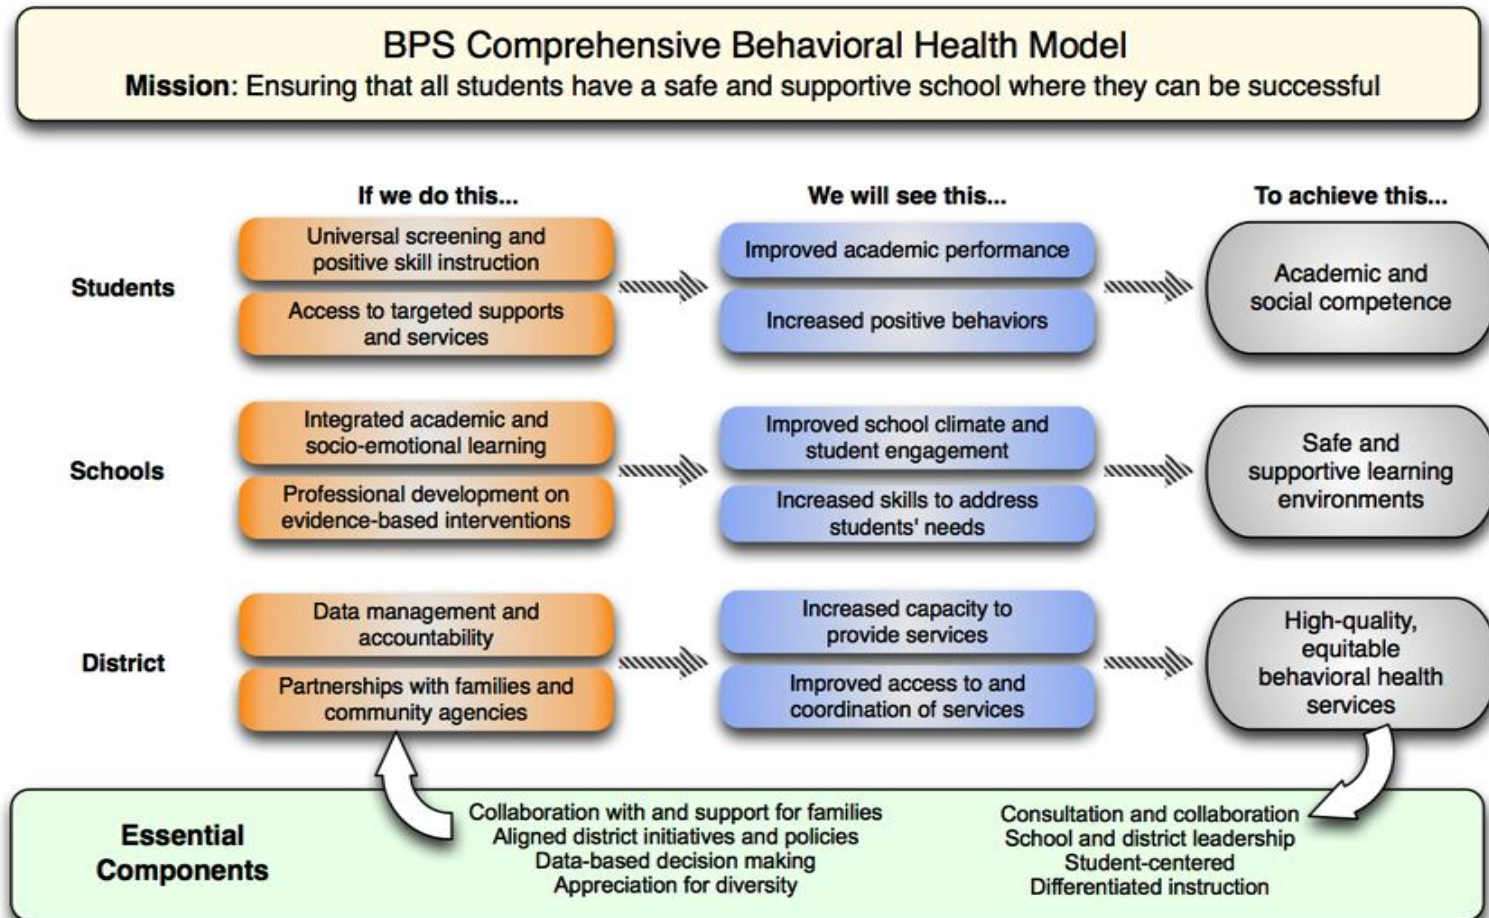 BPS Comprehensive Behavioral Health Model
Mission: Ensuring that all students have a safe and supportive school where they can be successful
If we do this...
We will see this...
To achieve this...
Students
Universal screening and
positive skill instruction
Access to targeted supports
and services
Improved academic performance
Increased positive behaviors
Academic and
social competence
Schools
Integrated academic and
socio-emotional learning
Professional development on
evidence-based interventions
Improved school climate and
student engagement
Increased skills to address
students' needs
Safe and
supportive learning
environments
District
Data management and
accountability
Partnerships with families and
community agencies
Increased capacity to
provide services
Improved access to and
coordination of services
High-quality,
equitable
behavioral health
services
Essential
Components
Collaboration with and support for families
Aligned district initiatives and policies
Data-based decision making
Appreciation for diversity
Consultation and collaboration
School and district leadership
Student-centered
Differentiated instruction